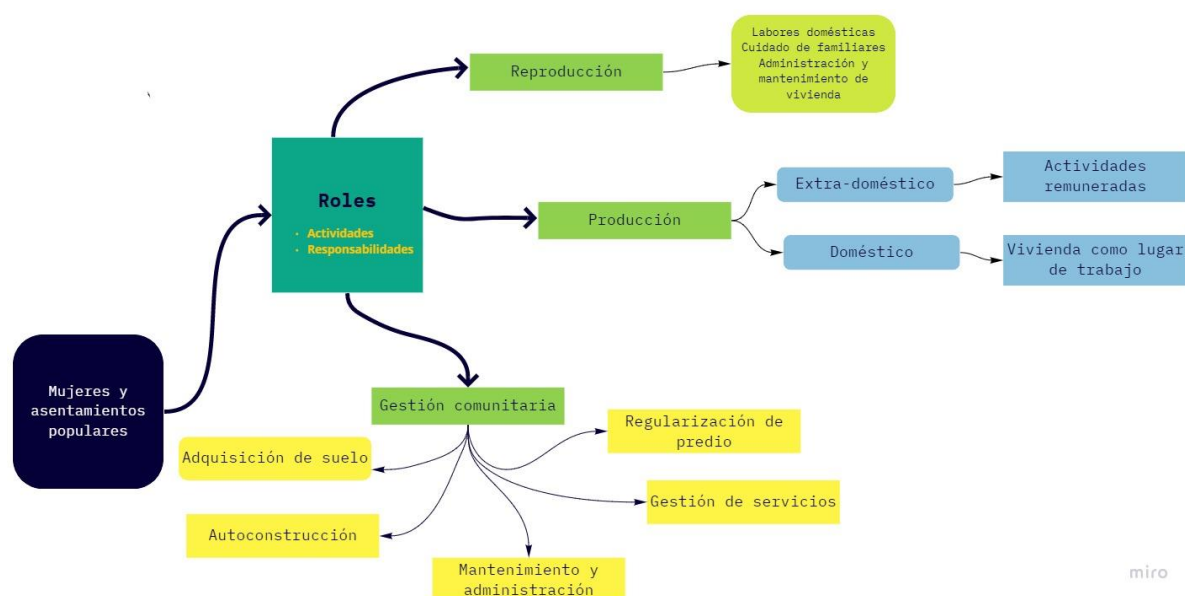 Labores domésticas
Cuidado de familiares
Administración y
mantenimiento de
vivienda
Reproducción
Roles
• Actividades
• Responsabilidades
Producción
Extra-doméstico
Actividades
remuneradas
Doméstico
Vivienda como lugar
de trabajo
Mujeres y
asentamientos
populares
Gestión comunitaria
Regularización de
predio
Adquisición de suelo
Gestión de servicios
Autoconstrucción
Mantenimiento y
administración
miro